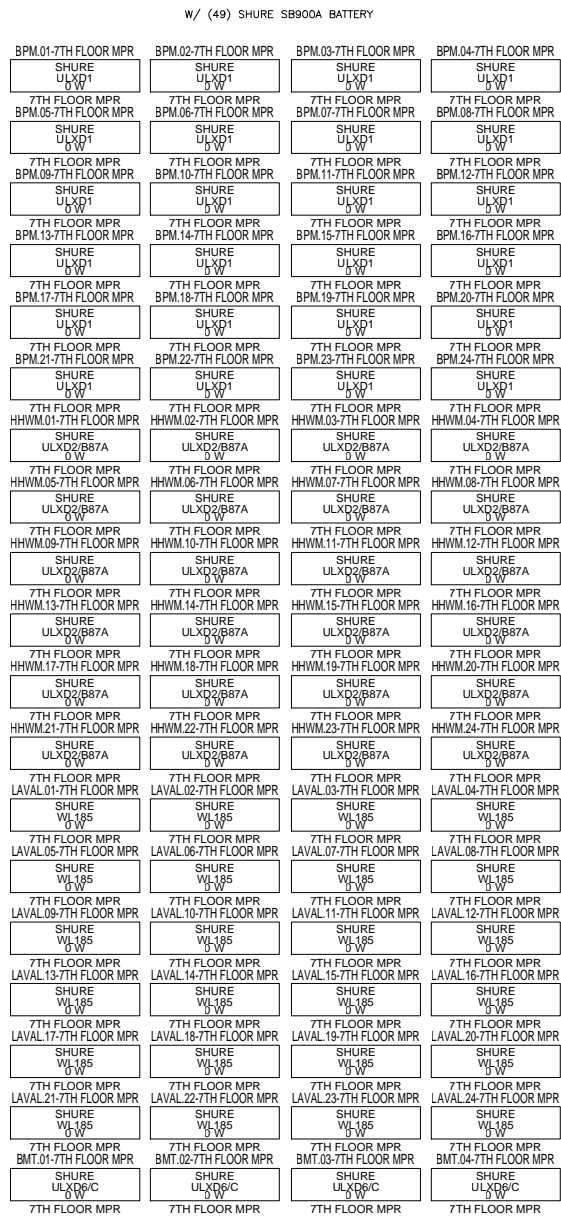 W/ (49) SHURE SB900A BATTERY
BPM.01-7TH FLOOR MPR BPM.02-7TH FLOOR MPR BPM.03-7TH FLOOR MPR BPM.04-7TH FLOOR MPR
SHURE SHURE SHURE SHURE
ULXD1 ULXD1 ULXD1 ULXD1
0 W 0 W 0 W 0 W
7TH FLOOR MPR 7TH FLOOR MPR 7TH FLOOR MPR 7TH FLOOR MPR
BPM.05-7TH FLOOR MPR BPM.06-7TH FLOOR MPR BPM.07-7TH FLOOR MPR BPM.08-7TH FLOOR MPR
SHURE SHURE SHURE SHURE
ULXD1 ULXD1 ULXD1 ULXD1
0 W 0 W 0 W 0 W
7TH FLOOR MPR 7TH FLOOR MPR 7TH FLOOR MPR 7TH FLOOR MPR
BPM.09-7TH FLOOR MPR BPM.10-7TH FLOOR MPR BPM.11-7TH FLOOR MPR BPM.12-7TH FLOOR MPR
SHURE SHURE SHURE SHURE
ULXD1 ULXD1 ULXD1 ULXD1
0 W 0 W 0 W 0 W
7TH FLOOR MPR 7TH FLOOR MPR 7TH FLOOR MPR 7TH FLOOR MPR
BPM.13-7TH FLOOR MPR BPM.14-7TH FLOOR MPR BPM.15-7TH FLOOR MPR BPM.16-7TH FLOOR MPR
SHURE SHURE SHURE SHURE
ULXD1 ULXD1 ULXD1 ULXD1
0 W 0 W 0 W 0 W
7TH FLOOR MPR 7TH FLOOR MPR 7TH FLOOR MPR 7TH FLOOR MPR
BPM.17-7TH FLOOR MPR BPM.18-7TH FLOOR MPR BPM.19-7TH FLOOR MPR BPM.20-7TH FLOOR MPR
SHURE SHURE SHURE SHURE
ULXD1 ULXD1 ULXD1 ULXD1
0 W 0 W 0 W 0 W
7TH FLOOR MPR 7TH FLOOR MPR 7TH FLOOR MPR 7TH FLOOR MPR
BPM.21-7TH FLOOR MPR BPM.22-7TH FLOOR MPR BPM.23-7TH FLOOR MPR BPM.24-7TH FLOOR MPR
SHURE SHURE SHURE SHURE
ULXD1 ULXD1 ULXD1 ULXD1
0 W 0 W 0 W 0 W
7TH FLOOR MPR 7TH FLOOR MPR 7TH FLOOR MPR 7TH FLOOR MPR
HHWM.01-7TH FLOOR MPR HHWM.02-7TH FLOOR MPR HHWM.03-7TH FLOOR MPR HHWM.04-7TH FLOOR MPR
SHURE SHURE SHURE SHURE
ULXD2/B87A ULXD2/B87A ULXD2/B87A ULXD2/B87A
0 W 0 W 0 W 0 W
7TH FLOOR MPR 7TH FLOOR MPR 7TH FLOOR MPR 7TH FLOOR MPR
HHWM.05-7TH FLOOR MPR HHWM.06-7TH FLOOR MPR HHWM.07-7TH FLOOR MPR HHWM.08-7TH FLOOR MPR
SHURE SHURE SHURE SHURE
ULXD2/B87A ULXD2/B87A ULXD2/B87A ULXD2/B87A
0 W 0 W 0 W 0 W
7TH FLOOR MPR 7TH FLOOR MPR 7TH FLOOR MPR 7TH FLOOR MPR
HHWM.09-7TH FLOOR MPR HHWM.10-7TH FLOOR MPR HHWM.11-7TH FLOOR MPR HHWM.12-7TH FLOOR MPR
SHURE SHURE SHURE SHURE
ULXD2/B87A ULXD2/B87A ULXD2/B87A ULXD2/B87A
0 W 0 W 0 W 0 W
7TH FLOOR MPR 7TH FLOOR MPR 7TH FLOOR MPR 7TH FLOOR MPR
HHWM.13-7TH FLOOR MPR HHWM.14-7TH FLOOR MPR HHWM.15-7TH FLOOR MPR HHWM.16-7TH FLOOR MPR
SHURE SHURE SHURE SHURE
ULXD2/B87A ULXD2/B87A ULXD2/B87A ULXD2/B87A
0 W 0 W 0 W 0 W
7TH FLOOR MPR 7TH FLOOR MPR 7TH FLOOR MPR 7TH FLOOR MPR
HHWM.17-7TH FLOOR MPR HHWM.18-7TH FLOOR MPR HHWM.19-7TH FLOOR MPR HHWM.20-7TH FLOOR MPR
SHURE SHURE SHURE SHURE
ULXD2/B87A ULXD2/B87A ULXD2/B87A ULXD2/B87A
0 W 0 W 0 W 0 W
7TH FLOOR MPR 7TH FLOOR MPR 7TH FLOOR MPR 7TH FLOOR MPR
HHWM.21-7TH FLOOR MPR HHWM.22-7TH FLOOR MPR HHWM.23-7TH FLOOR MPR HHWM.24-7TH FLOOR MPR
SHURE SHURE SHURE SHURE
ULXD2/B87A ULXD2/B87A ULXD2/B87A ULXD2/B87A
0 W 0 W 0 W 0 W
7TH FLOOR MPR 7TH FLOOR MPR 7TH FLOOR MPR 7TH FLOOR MPR
LAVAL.01-7TH FLOOR MPR LAVAL.02-7TH FLOOR MPR LAVAL.03-7TH FLOOR MPR LAVAL.04-7TH FLOOR MPR
SHURE SHURE SHURE SHURE
WL185 WL185 WL185 WL185
0 W 0 W 0 W 0 W
7TH FLOOR MPR 7TH FLOOR MPR 7TH FLOOR MPR 7TH FLOOR MPR
LAVAL.05-7TH FLOOR MPR LAVAL.06-7TH FLOOR MPR LAVAL.07-7TH FLOOR MPR LAVAL.08-7TH FLOOR MPR
SHURE SHURE SHURE SHURE
WL185 WL185 WL185 WL185
0 W 0 W 0 W 0 W
7TH FLOOR MPR 7TH FLOOR MPR 7TH FLOOR MPR 7TH FLOOR MPR
LAVAL.09-7TH FLOOR MPR LAVAL.10-7TH FLOOR MPR LAVAL.11-7TH FLOOR MPR LAVAL.12-7TH FLOOR MPR
SHURE SHURE SHURE SHURE
WL185 WL185 WL185 WL185
0 W 0 W 0 W 0 W
7TH FLOOR MPR 7TH FLOOR MPR 7TH FLOOR MPR 7TH FLOOR MPR
LAVAL.13-7TH FLOOR MPR LAVAL.14-7TH FLOOR MPR LAVAL.15-7TH FLOOR MPR LAVAL.16-7TH FLOOR MPR
SHURE SHURE SHURE SHURE
WL185 WL185 WL185 WL185
0 W 0 W 0 W 0 W
7TH FLOOR MPR 7TH FLOOR MPR 7TH FLOOR MPR 7TH FLOOR MPR
LAVAL.17-7TH FLOOR MPR LAVAL.18-7TH FLOOR MPR LAVAL.19-7TH FLOOR MPR LAVAL.20-7TH FLOOR MPR
SHURE SHURE SHURE SHURE
WL185 WL185 WL185 WL185
0 W 0 W 0 W 0 W
7TH FLOOR MPR 7TH FLOOR MPR 7TH FLOOR MPR 7TH FLOOR MPR
LAVAL.21-7TH FLOOR MPR LAVAL.22-7TH FLOOR MPR LAVAL.23-7TH FLOOR MPR LAVAL.24-7TH FLOOR MPR
SHURE SHURE SHURE SHURE
WL185 WL185 WL185 WL185
0 W 0 W 0 W 0 W
7TH FLOOR MPR 7TH FLOOR MPR 7TH FLOOR MPR 7TH FLOOR MPR
BMT.01-7TH FLOOR MPR BMT.02-7TH FLOOR MPR BMT.03-7TH FLOOR MPR BMT.04-7TH FLOOR MPR
SHURE SHURE SHURE SHURE
ULXD6/C ULXD6/C ULXD6/C ULXD6/C
0 W 0 W 0 W 0 W
7TH FLOOR MPR 7TH FLOOR MPR 7TH FLOOR MPR 7TH FLOOR MPR